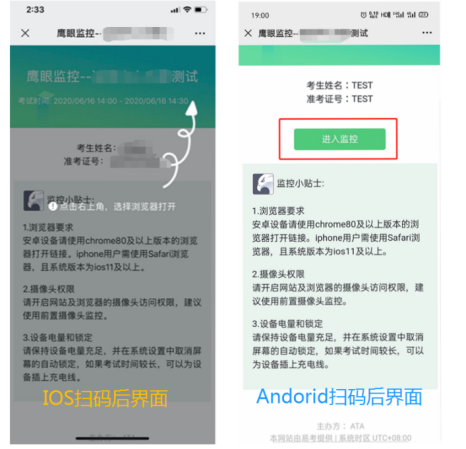 2:33
鹰眼监控-
测试
考试时间: 2020/06/16 14:00 - 2020/06/16 14:30
考生姓名:
准考证号:
监控小贴士:
点击右上角，选择浏览器打开
1.浏览器要求
安卓设备请使用chrome80及以上版本的浏览
器打开链接。iphone用户需使用Safari浏览
器，且系统版本为ios11及以上。
2.摄像头权限
请开启网站及浏览器的摄像头访问权限，建议
使用前置摄像头监控。
3.设备电量和锁定
请保持设备电量充足，并在系统设置中取消
屏幕的自动锁定，如果考试时间较长，可以
为设备插上充电线。
IOS扫码后界面
19:00
鹰眼监控-
测试
考生姓名：TEST
准考证号：TEST
进入监控
监控小贴士:
1.浏览器要求
安卓设备请使用chrome80及以上版本的浏
览器打开链接。iphone用户需使用Safari浏
览器，且系统版本为ios11及以上。
2.摄像头权限
请开启网站及浏览器的摄像头访问权限，建
议使用前置摄像头监控。
3.设备电量和锁定
请保持设备电量充足，并在系统设置中取消
屏幕的自动锁定，如果考试时间较长，可以
为设备插上充电线。
Andorid扫码后界面
主办方： ATA
本网站由易考提供 | 系统时区 UTC+08:00